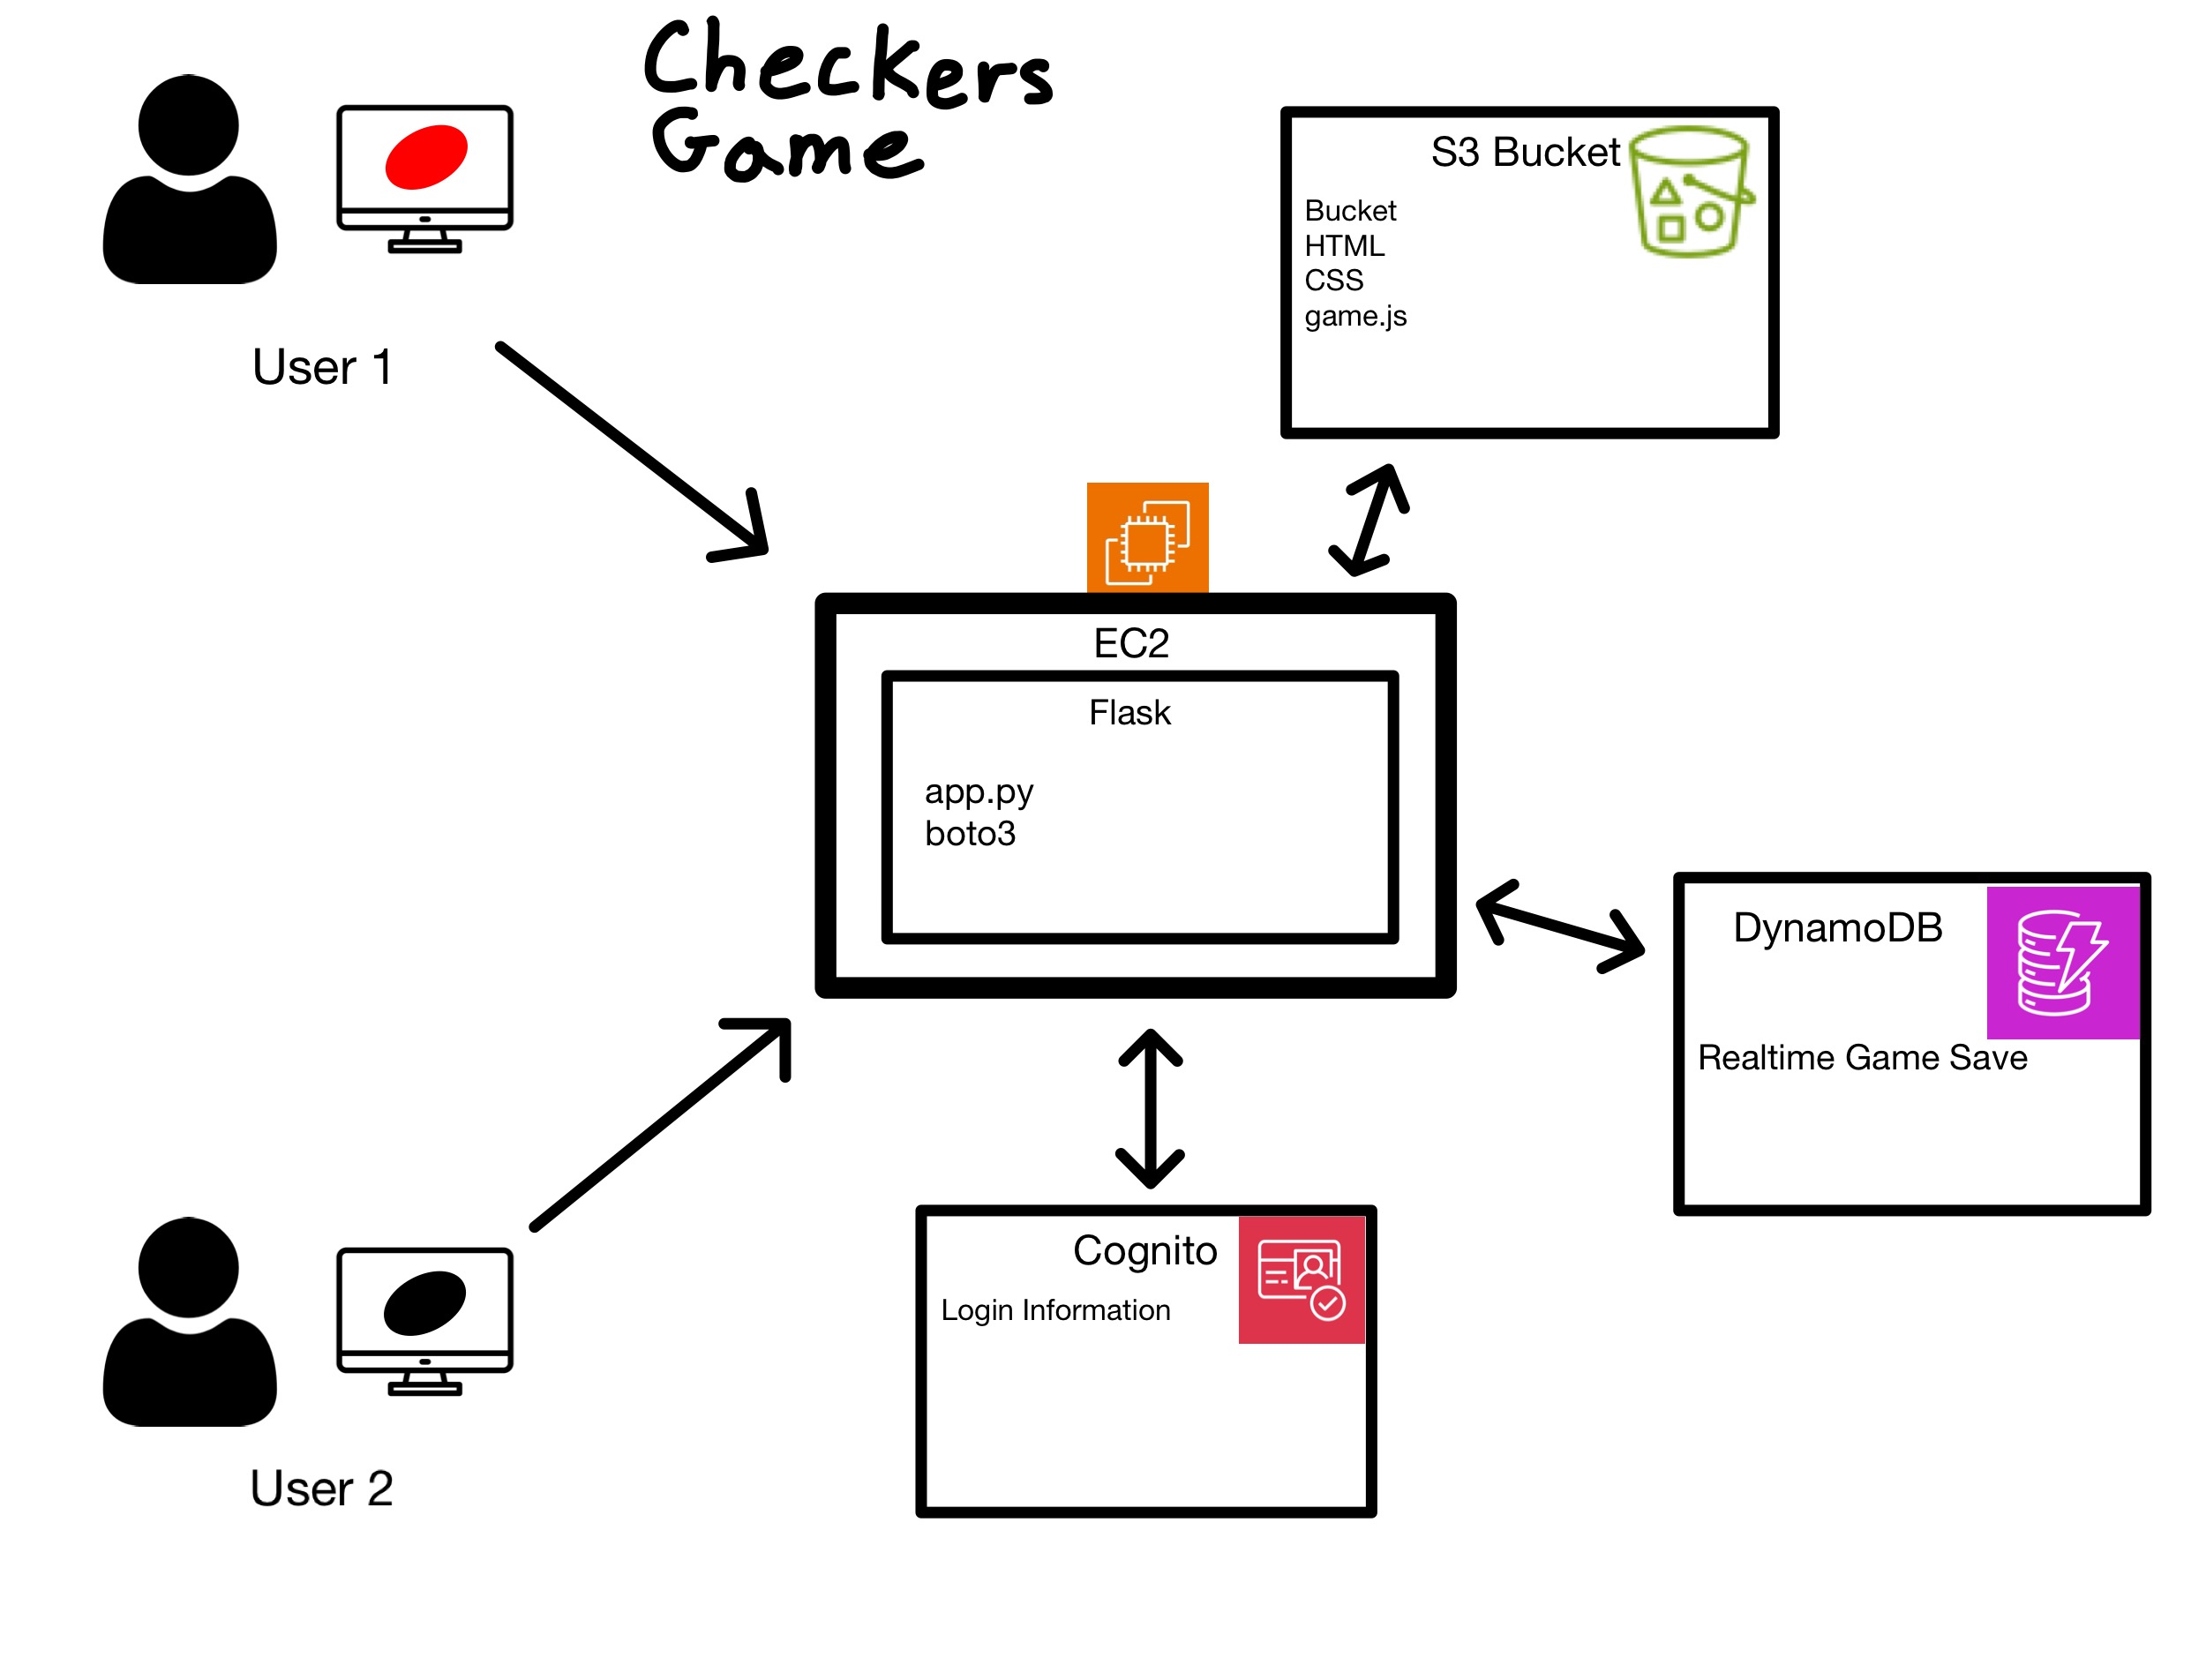 Checkers
Game
User 1
S3 Bucket
Bucket
HTML
CSS
game.js
EC2
Flask
app.py
boto3
DynamoDB
Realtime Game Save
Cognito
Login Information
User 2